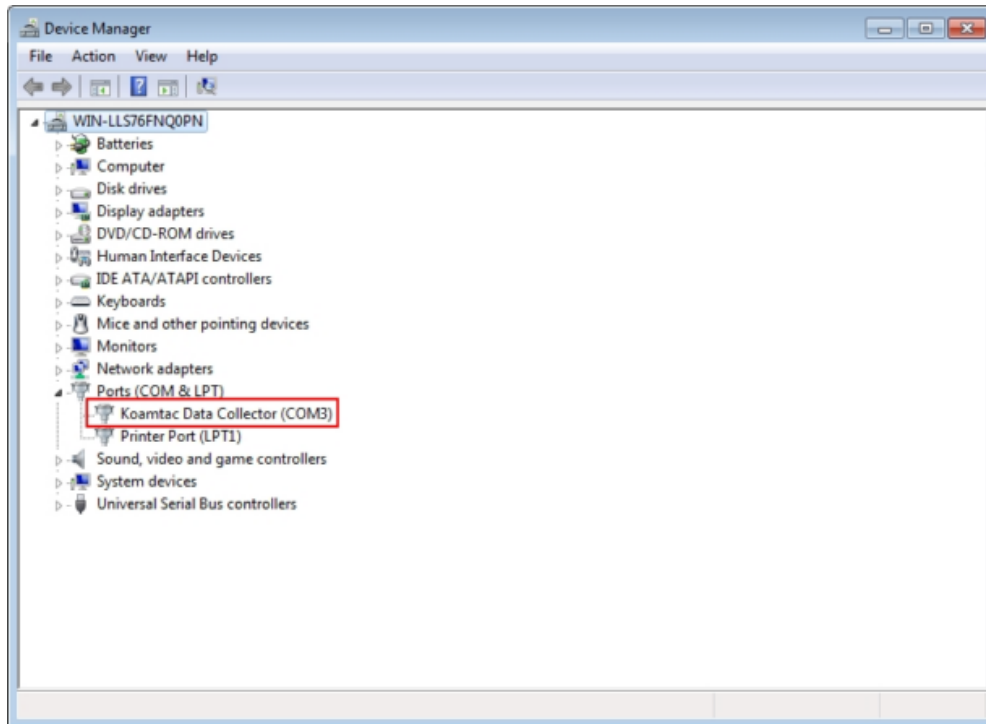 Device Manager
File Action View Help
WIN-LLS76FNQ0PN
Batteries
Computer
Disk drives
Display adapters
DVD/CD-ROM drives
Human Interface Devices
IDE ATA/ATAPI controllers
Keyboards
Mice and other pointing devices
Monitors
Network adapters
Ports (COM & LPT)
Koamtac Data Collector (COM3)
Printer Port (LPT1)
Sound, video and game controllers
System devices
Universal Serial Bus controllers